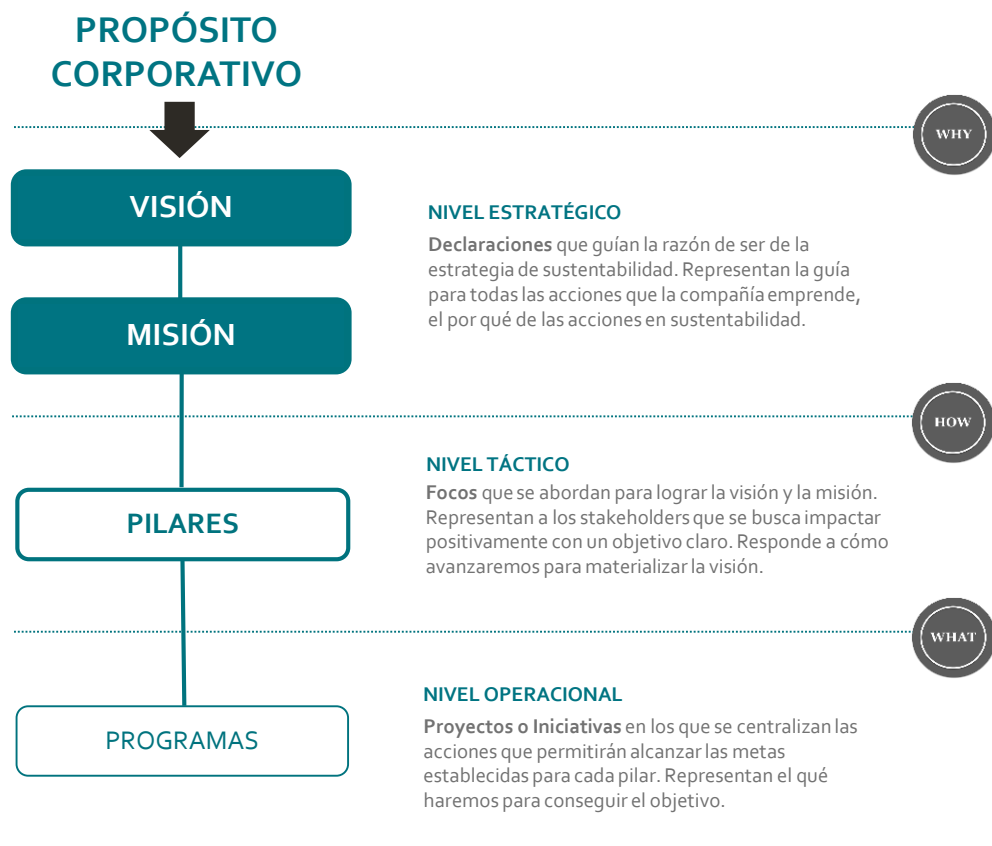 PROPÓSITO
CORPORATIVO
WHY
VISIÓN
NIVEL ESTRATÉGICO
Declaraciones que guían la razón de ser de la
estrategia de sustentabilidad. Representan la guía
para todas las acciones que la compañía emprende,
el por qué de las acciones en sustentabilidad.
MISIÓN
HOW
NIVEL TÁCTICO
Focos que se abordan para lograr la visión y la misión.
Representan a los stakeholders que se busca impactar
positivamente con un objetivo claro. Responde a cómo
avanzaremos para materializar la visión.
PILARES
WHAT
NIVEL OPERACIONAL
Proyectos o Iniciativas en los que se centralizan las
acciones que permitirán alcanzar las metas
establecidas para cada pilar. Representan el qué
haremos para conseguir el objetivo.
PROGRAMAS